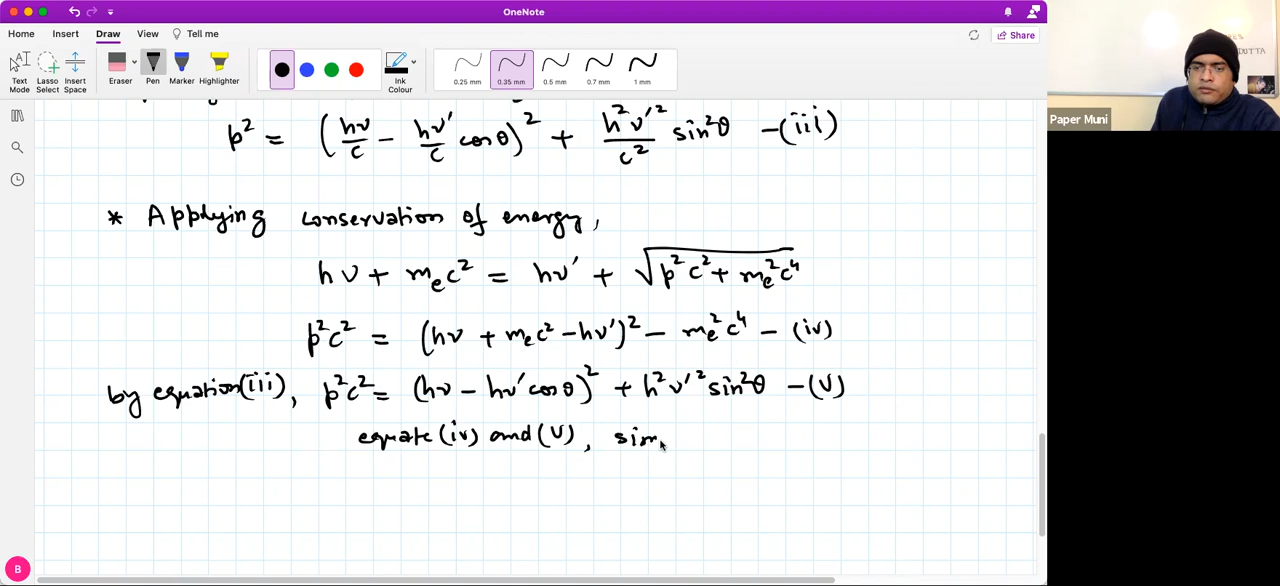 OneNote
Home Insert Draw View Tell me
Share
Text Mode
Lasso Select
Insert Space
Eraser
Pen
Marker
Highlighter
Ink Colour
0.25 mm 0.35 mm 0.5 mm 0.7 mm 1 mm
Paper Muni
p² = (hν/c − hν′/c cosθ)² + h²ν′²/c² sin²θ −(iii)
* Applying conservation of energy,
hν + mₑc² = hν′ + √(p²c² + mₑ²c⁴)
p²c² = (hν + mₑc² − hν′)² − mₑ²c⁴ − (iv)
by equation(iii), p²c² = (hν − hν′cosθ)² + h²ν′²sin²θ −(V)
equate (iv) and (V), sim
B